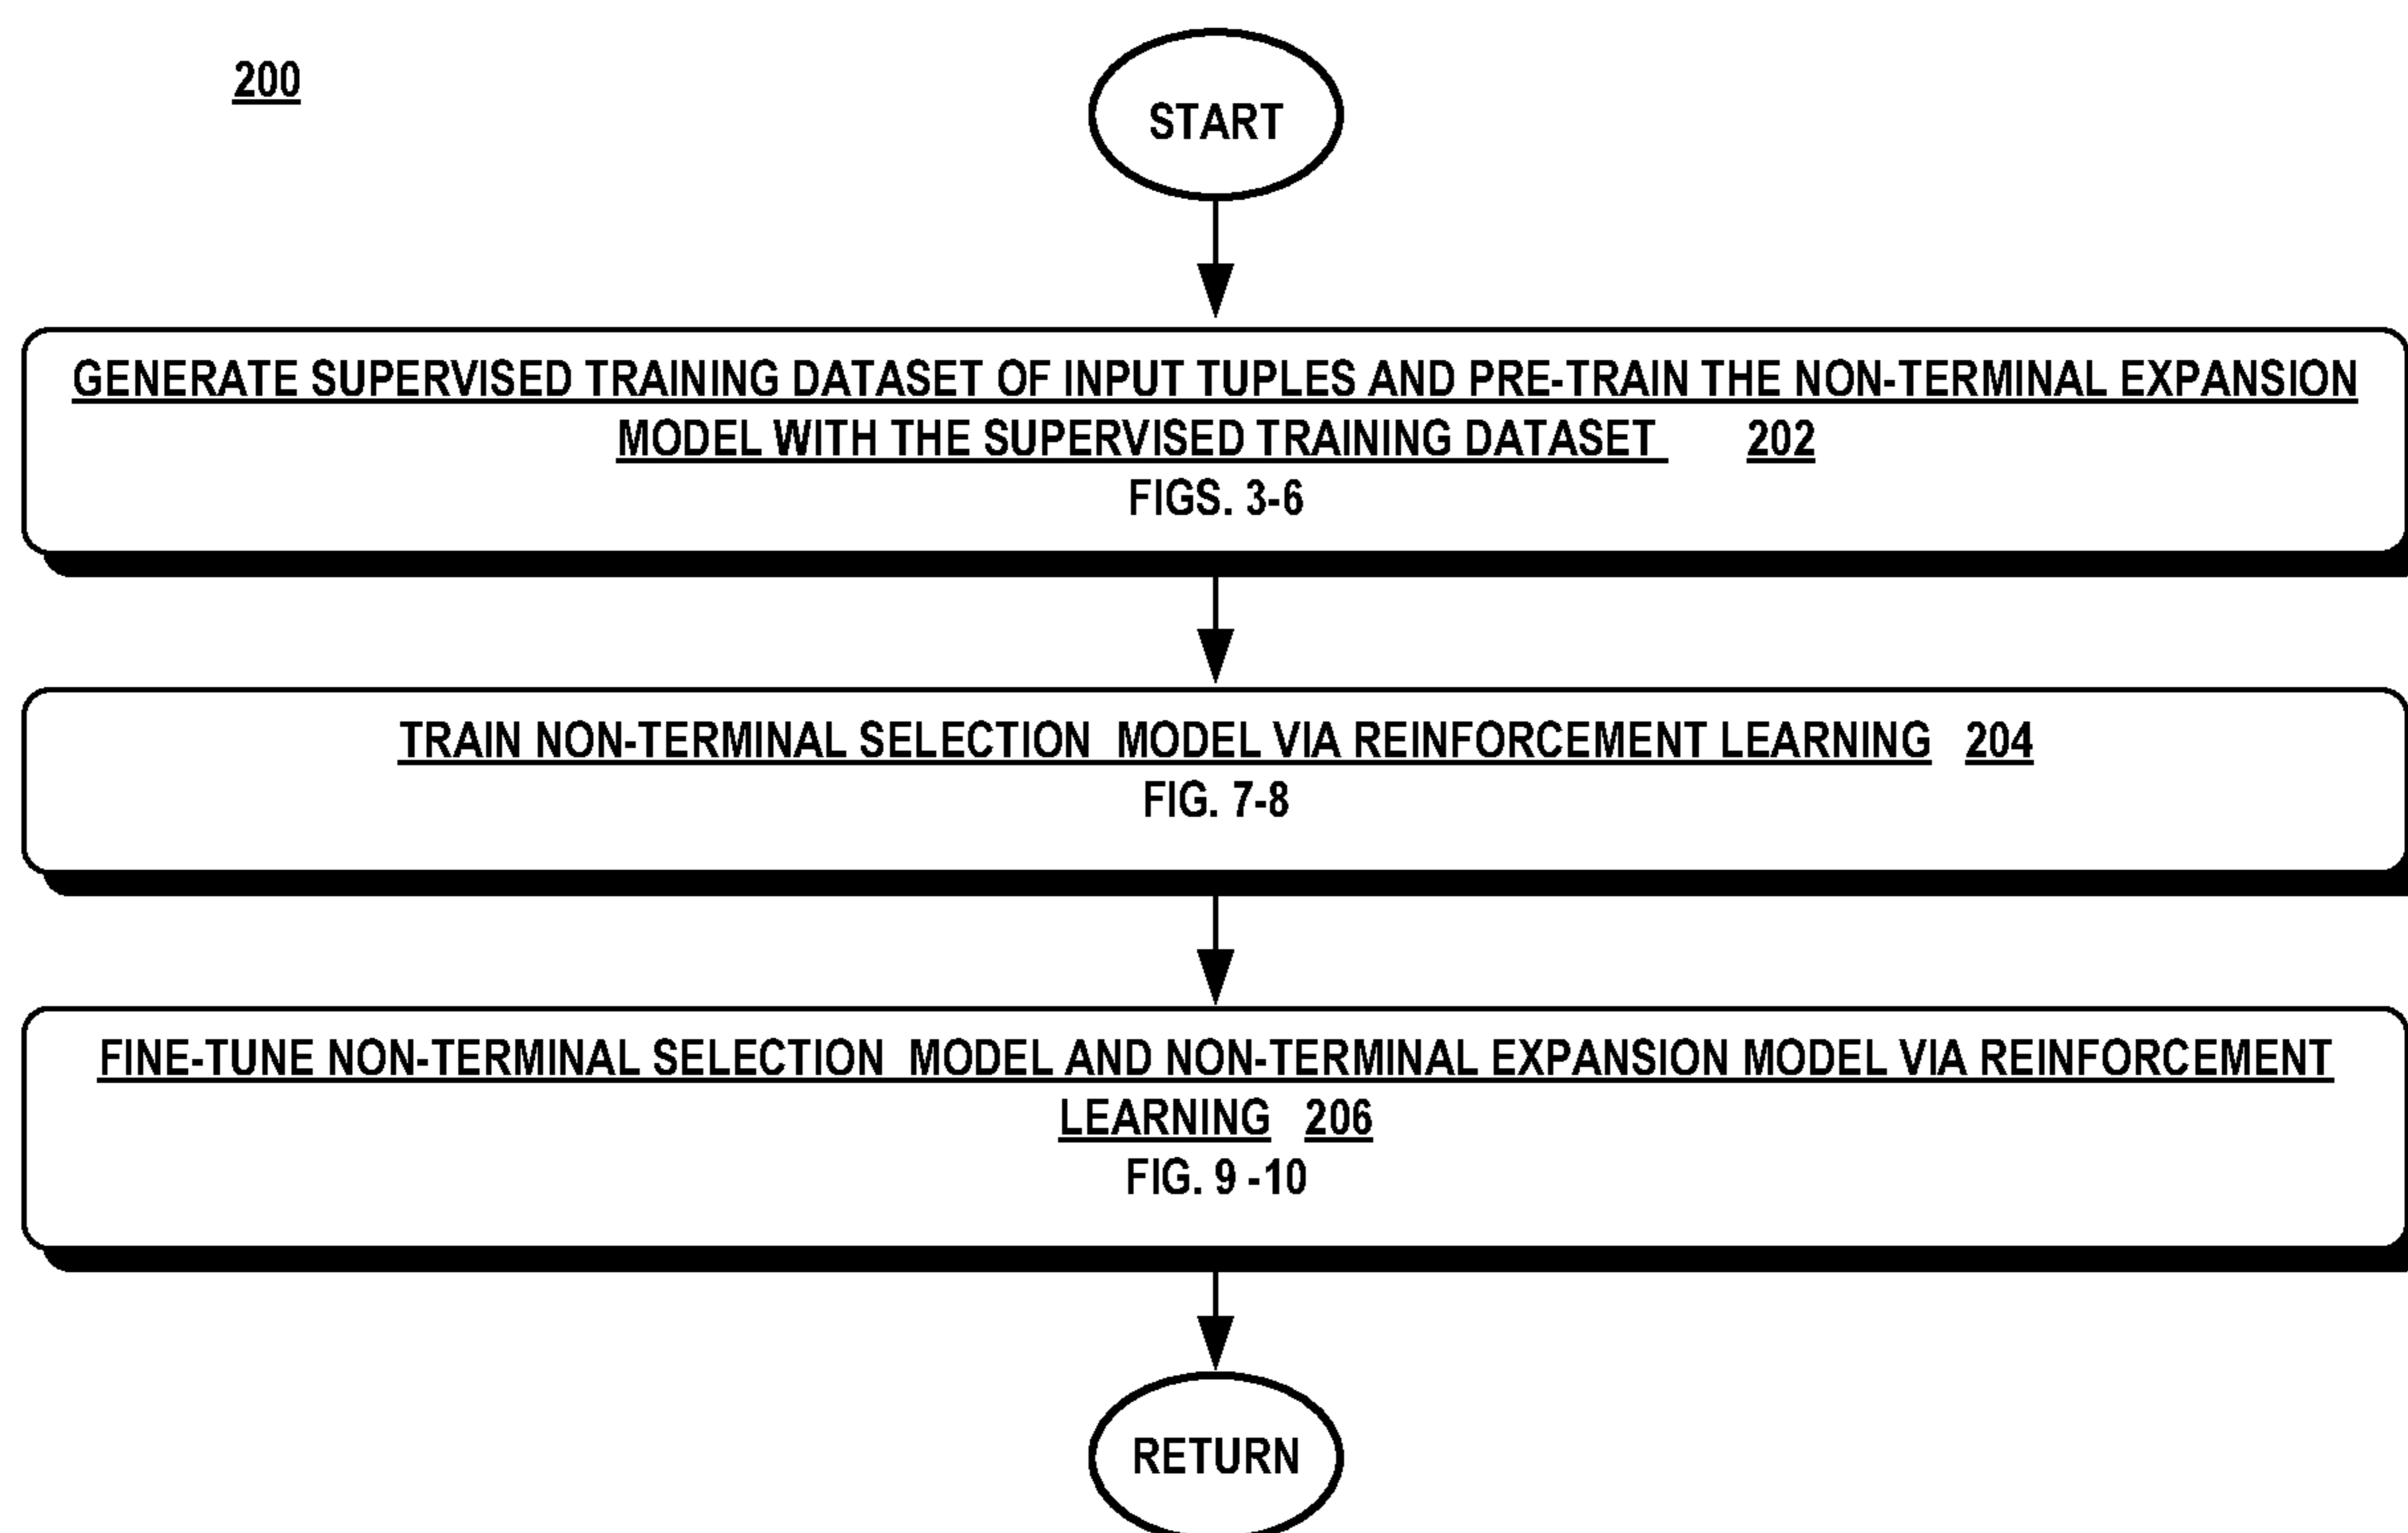 200
START
GENERATE SUPERVISED TRAINING DATASET OF INPUT TUPLES AND PRE-TRAIN THE NON-TERMINAL EXPANSION
MODEL WITH THE SUPERVISED TRAINING DATASET 202
FIGS. 3-6
TRAIN NON-TERMINAL SELECTION MODEL VIA REINFORCEMENT LEARNING 204
FIG. 7-8
FINE-TUNE NON-TERMINAL SELECTION MODEL AND NON-TERMINAL EXPANSION MODEL VIA REINFORCEMENT
LEARNING 206
FIG. 9 -10
RETURN